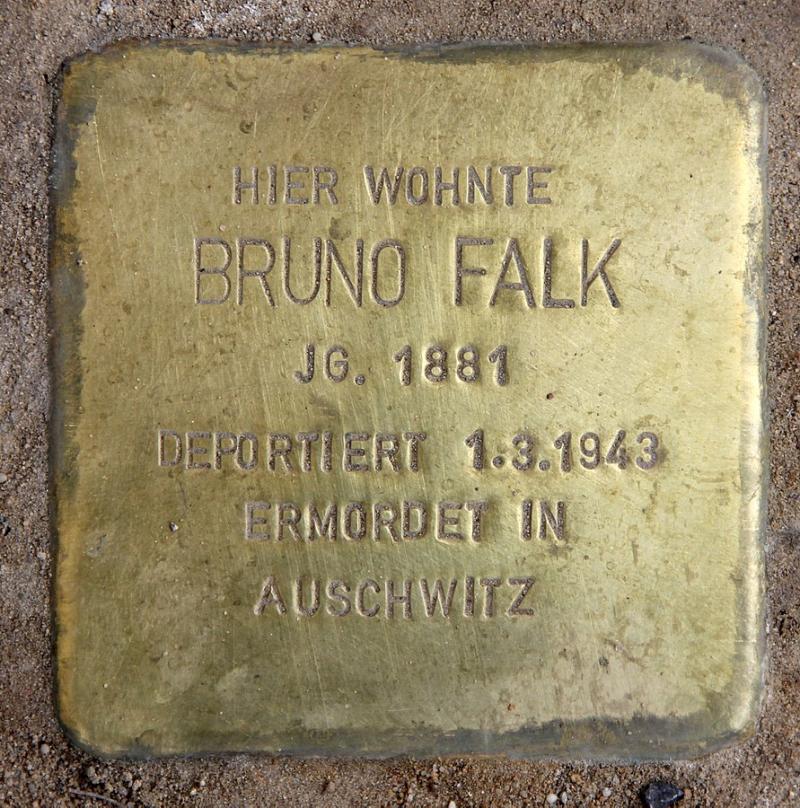 HIER WOHNTE
BRUNO FALK
JG. 1881
DEPORTIERT 1.3.1943
ERMORDET IN
AUSCHWITZ